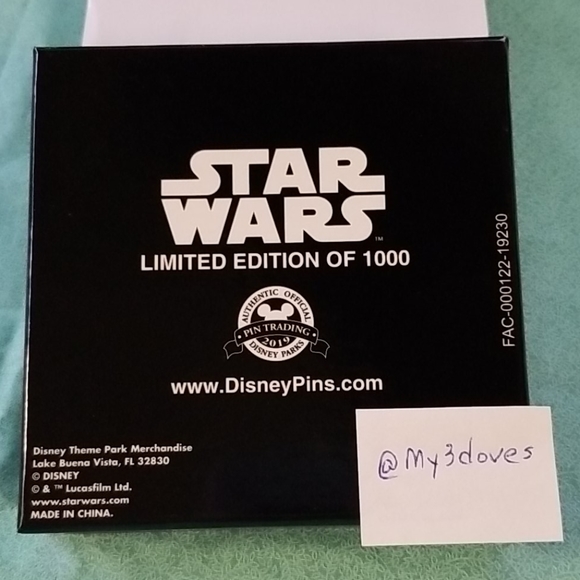 STAR
WARS™
LIMITED EDITION OF 1000
AUTHENTIC OFFICIAL
PIN TRADING
2019
DISNEY PARKS
www.DisneyPins.com
FAC-000122-19230
Disney Theme Park Merchandise
Lake Buena Vista, FL 32830
© DISNEY
© & ™ Lucasfilm Ltd.
www.starwars.com
MADE IN CHINA.
@My3doves